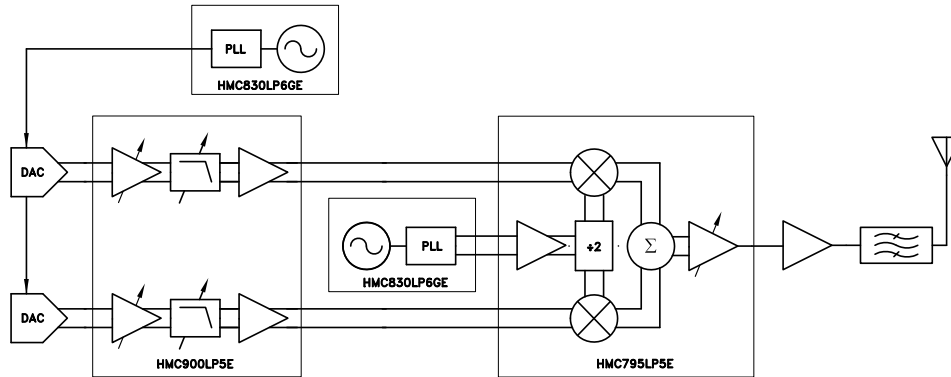 PLL
HMC830LP6GE
DAC
PLL
÷2
Σ
HMC830LP6GE
DAC
HMC900LP5E
HMC795LP5E